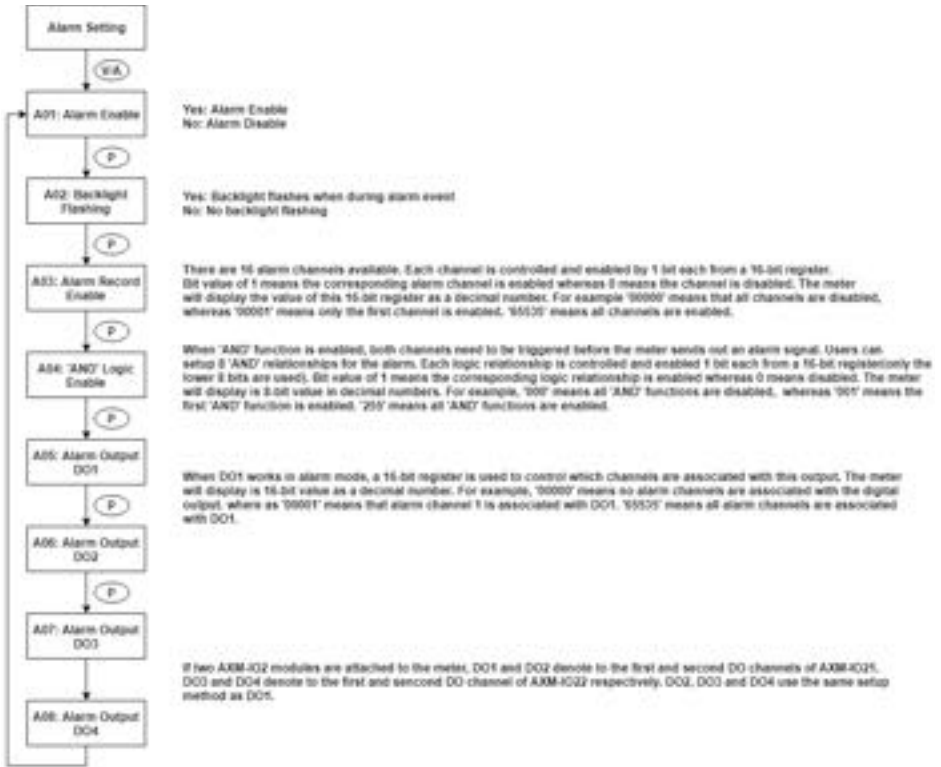 Alarm Setting
V/A
A01: Alarm Enable
Yes: Alarm Enable
No: Alarm Disable
P
A02: Backlight
Flashing
Yes: Backlight flashes when during alarm event
No: No backlight flashing
P
A03: Alarm Record
Enable
There are 16 alarm channels available. Each channel is controlled and enabled by 1 bit each from a 16-bit register.
Bit value of 1 means the corresponding alarm channel is enabled whereas 0 means the channel is disabled. The meter
will display the value of this 16-bit register as a decimal number. For example '00000' means that all channels are disabled,
whereas '00001' means only the first channel is enabled. '65535' means all channels are enabled.
P
A04: 'AND' Logic
Enable
When 'AND' function is enabled, both channels need to be triggered before the meter sends out an alarm signal. Users can
setup 8 'AND' relationships for the alarm. Each logic relationship is controlled and enabled 1 bit each from a 16-bit register(only the
lower 8 bits are used). Bit value of 1 means the corresponding logic relationship is enabled whereas 0 means disabled. The meter
will display is 8-bit value in decimal numbers. For example, '000' means all 'AND' functions are disabled, whereas '001' means the
first 'AND' function is enabled. '255' means all 'AND' functions are enabled.
P
A05: Alarm Output
DO1
When DO1 works in alarm mode, a 16-bit register is used to control which channels are associated with this output. The meter
will display is 16-bit value as a decimal number. For example, '00000' means no alarm channels are associated with the digital
output. where as '00001' means that alarm channel 1 is associated with DO1. '65535' means all alarm channels are associated
with DO1.
P
A06: Alarm Output
DO2
P
A07: Alarm Output
DO3
If two AXM-IO2 modules are attached to the meter, DO1 and DO2 denote to the first and second DO channels of AXM-IO21.
DO3 and DO4 denote to the first and sencond DO channel of AXM-IO22 respectively. DO2, DO3 and DO4 use the same setup
method as DO1.
A08: Alarm Output
DO4